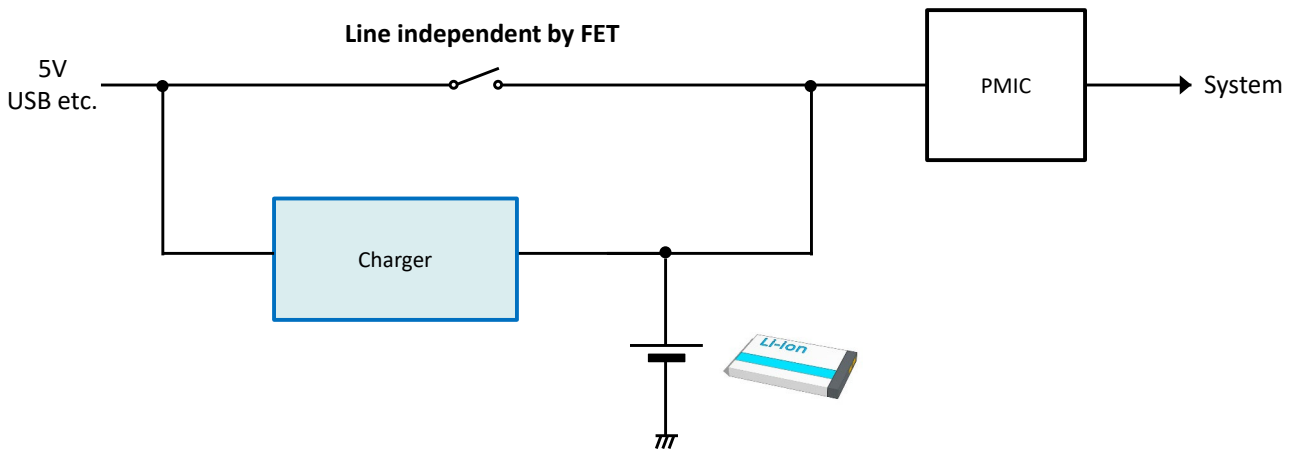 Line independent by FET
5V
USB etc.
PMIC
System
Charger
Li-ion